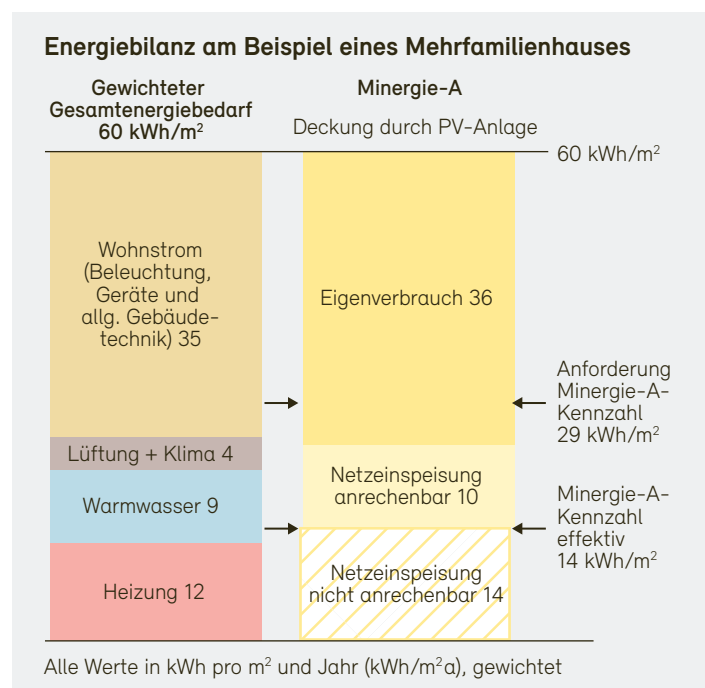 Energiebilanz am Beispiel eines Mehrfamilienhauses
Gewichteter
Gesamtenergiebedarf
60 kWh/m²
Minergie-A
Deckung durch PV-Anlage
60 kWh/m²
Wohnstrom
(Beleuchtung,
Geräte und
allg. Gebäude-
technik) 35
Lüftung + Klima 4
Warmwasser 9
Heizung 12
Eigenverbrauch 36
Netzeinspeisung
anrechenbar 10
Netzeinspeisung
nicht anrechenbar 14
Anforderung
Minergie-A-
Kennzahl
29 kWh/m²
Minergie-A-
Kennzahl
effektiv
14 kWh/m²
Alle Werte in kWh pro m² und Jahr (kWh/m²a), gewichtet